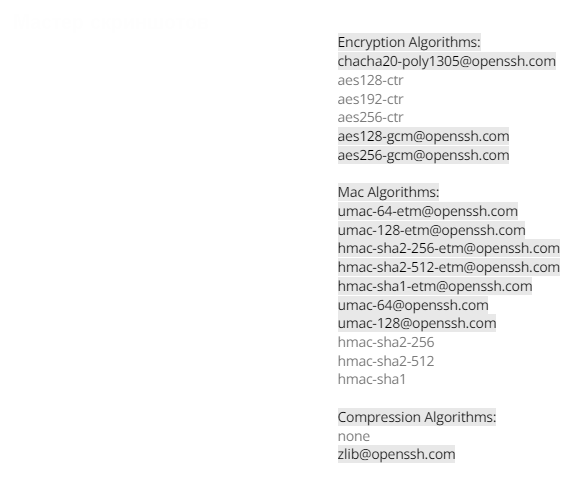 Encryption Algorithms:
chacha20-poly1305@openssh.com
aes128-ctr
aes192-ctr
aes256-ctr
aes128-gcm@openssh.com
aes256-gcm@openssh.com
Mac Algorithms:
umac-64-etm@openssh.com
umac-128-etm@openssh.com
hmac-sha2-256-etm@openssh.com
hmac-sha2-512-etm@openssh.com
hmac-sha1-etm@openssh.com
umac-64@openssh.com
umac-128@openssh.com
hmac-sha2-256
hmac-sha2-512
hmac-sha1
Compression Algorithms:
none
zlib@openssh.com